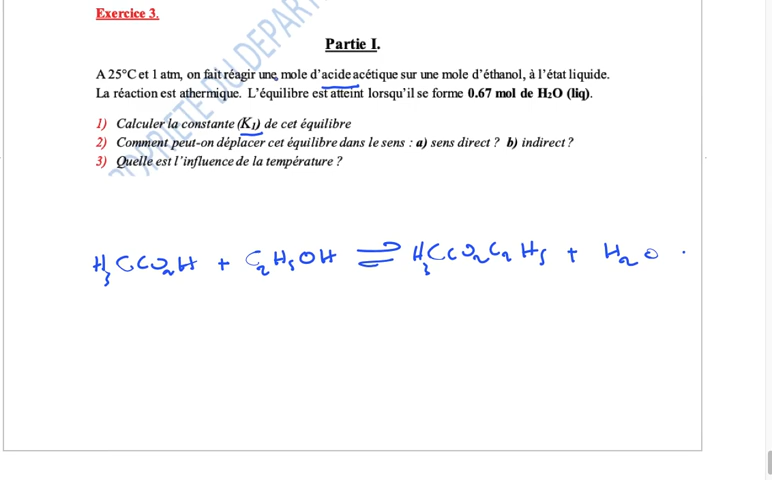 Exercice 3.
Partie I.
A 25°C et 1 atm, on fait réagir une mole d'acide acétique sur une mole d'éthanol, à l'état liquide.
La réaction est athermique. L'équilibre est atteint lorsqu'il se forme 0.67 mol de H₂O (liq).
1) Calculer la constante (K₁) de cet équilibre
2) Comment peut-on déplacer cet équilibre dans le sens : a) sens direct ? b) indirect ?
3) Quelle est l'influence de la température ?
H₃CCO₂H + C₂H₅OH ⇌ H₃CCO₂C₂H₅ + H₂O
PROPRIETE DU DEPART